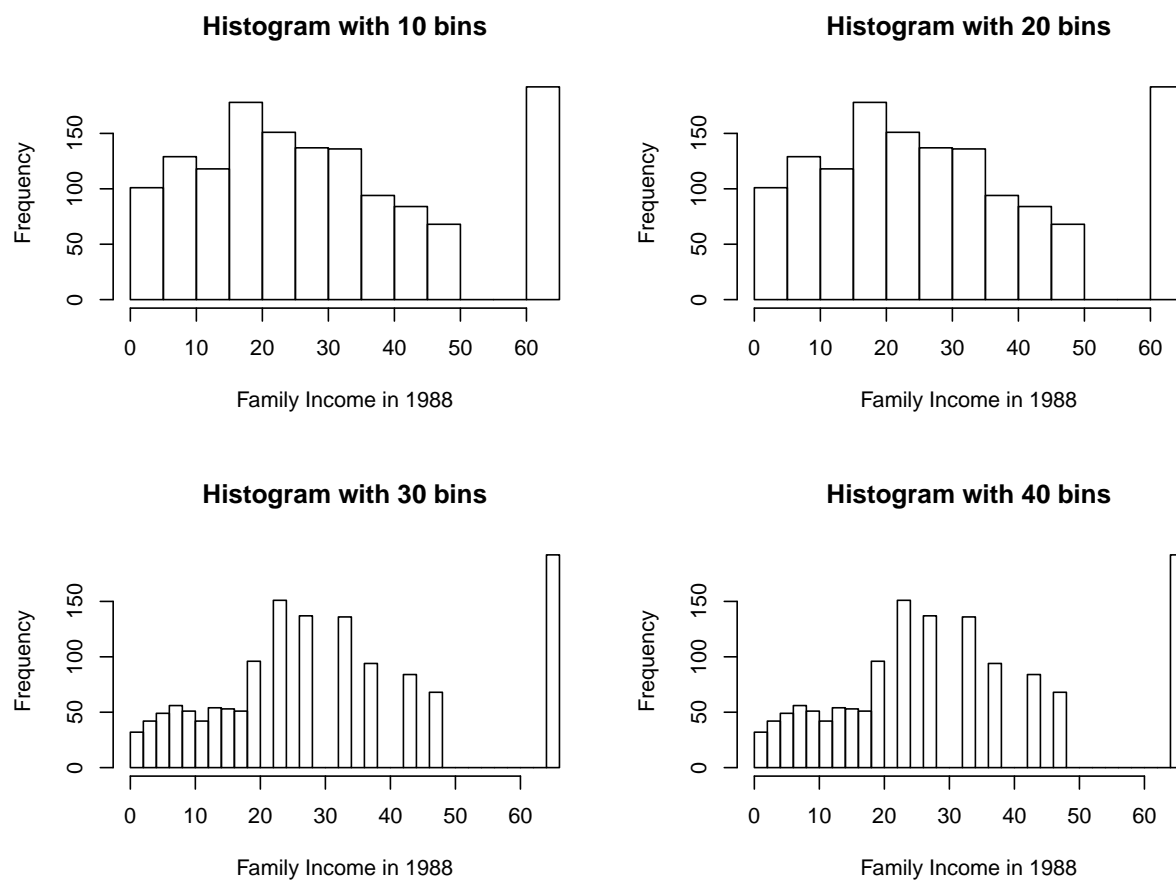 Histogram with 10 bins
Frequency
150
100
50
0
0 10 20 30 40 50 60
Family Income in 1988
Histogram with 20 bins
Frequency
150
100
50
0
0 10 20 30 40 50 60
Family Income in 1988
Histogram with 30 bins
Frequency
150
100
50
0
0 10 20 30 40 50 60
Family Income in 1988
Histogram with 40 bins
Frequency
150
100
50
0
0 10 20 30 40 50 60
Family Income in 1988